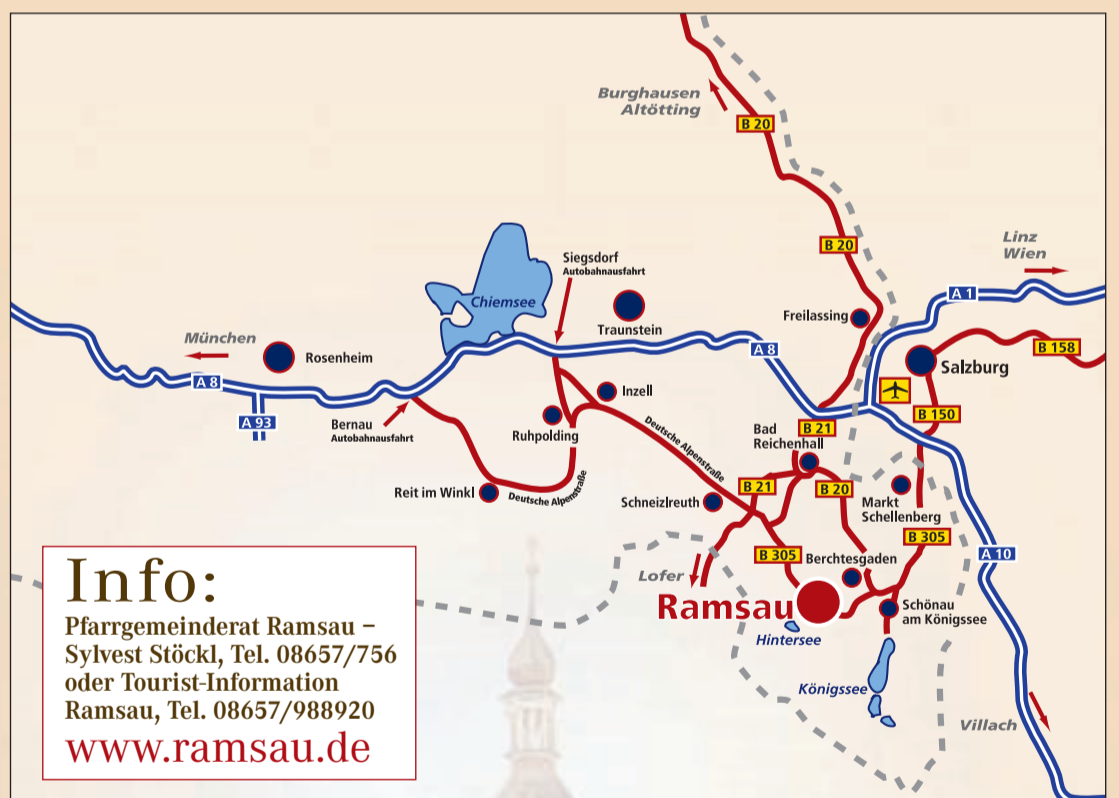 Burghausen
Altötting
B 20
B 20
Linz
Wien
A 1
Siegsdorf
Autobahnausfahrt
Chiemsee
Traunstein
Freilassing
München
Rosenheim
A 8
A 8
B 158
Salzburg
A 93
Bernau
Autobahnausfahrt
Inzell
Ruhpolding
B 150
B 21
Bad
Reichenhall
Deutsche Alpenstraße
Reit im Winkl
Deutsche Alpenstraße
Schneizlreuth
B 21
B 20
Markt
Schellenberg
B 305
B 305
Berchtesgaden
A 10
Lofer
Ramsau
Schönau
am Königssee
Hintersee
Königssee
Villach
Info:
Pfarrgemeinderat Ramsau –
Sylvest Stöckl, Tel. 08657/756
oder Tourist-Information
Ramsau, Tel. 08657/988920
www.ramsau.de